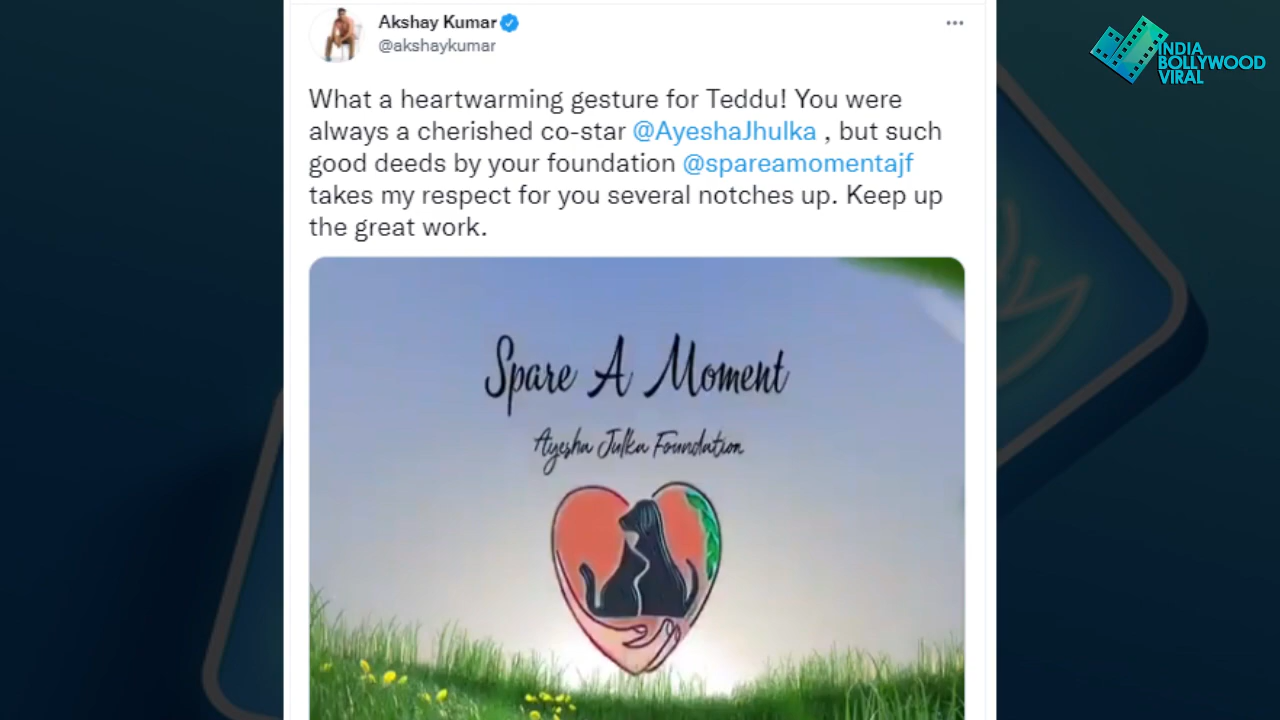 Akshay Kumar
@akshaykumar
INDIA
BOLLYWOOD
VIRAL
What a heartwarming gesture for Teddu! You were
always a cherished co-star @AyeshaJhulka , but such
good deeds by your foundation @spareamomentajf
takes my respect for you several notches up. Keep up
the great work.
Spare A Moment
Ayesha Julka Foundation